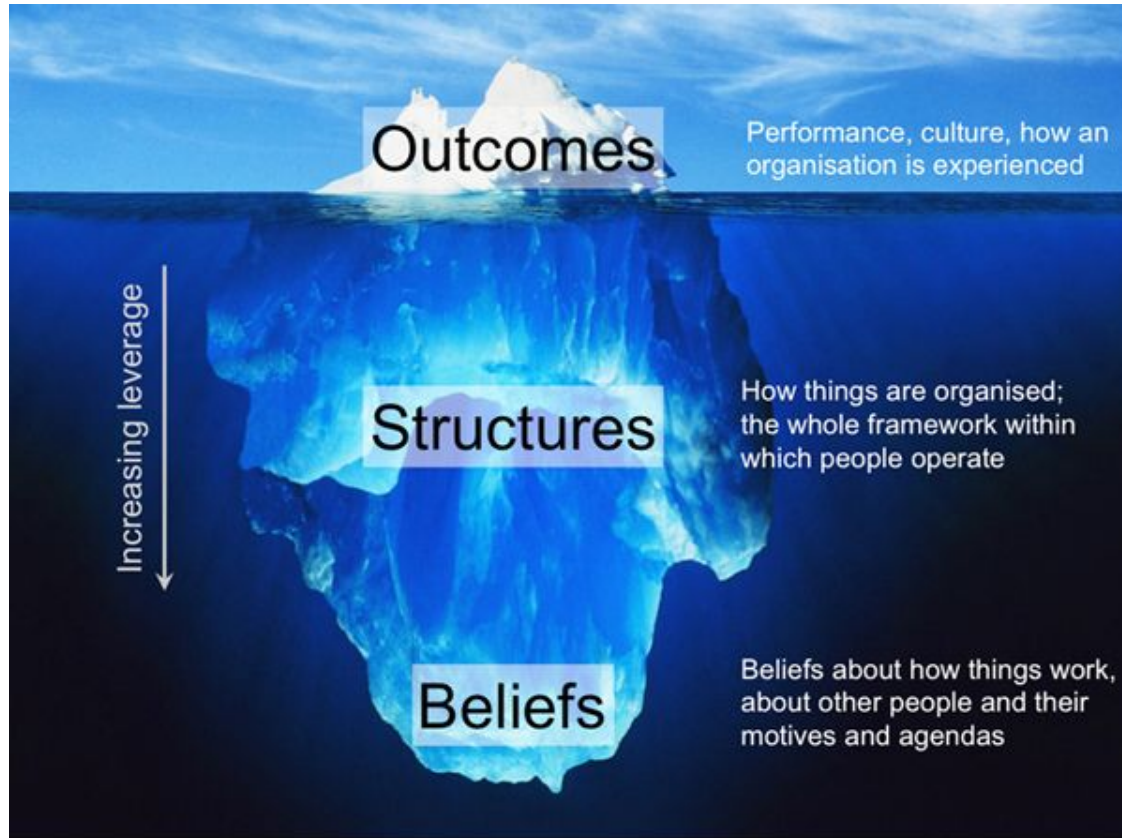 Outcomes
Performance, culture, how an
organisation is experienced
Increasing leverage
Structures
How things are organised;
the whole framework within
which people operate
Beliefs
Beliefs about how things work,
about other people and their
motives and agendas